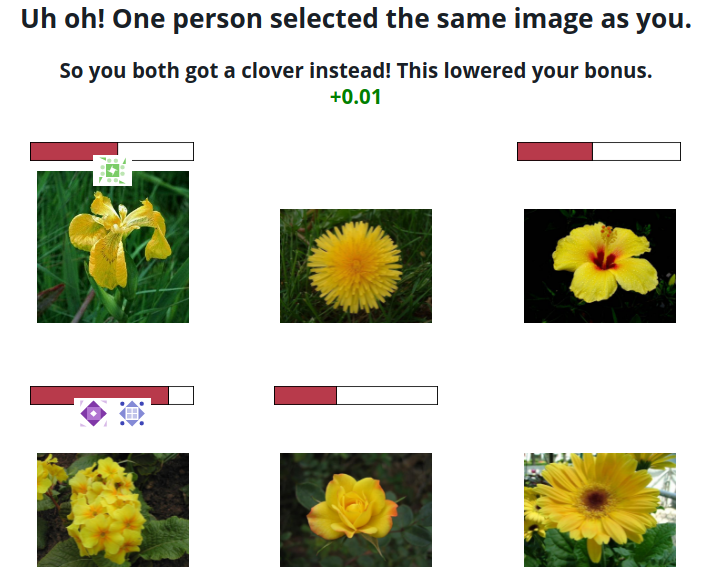 Uh oh! One person selected the same image as you.
So you both got a clover instead! This lowered your bonus.
+0.01